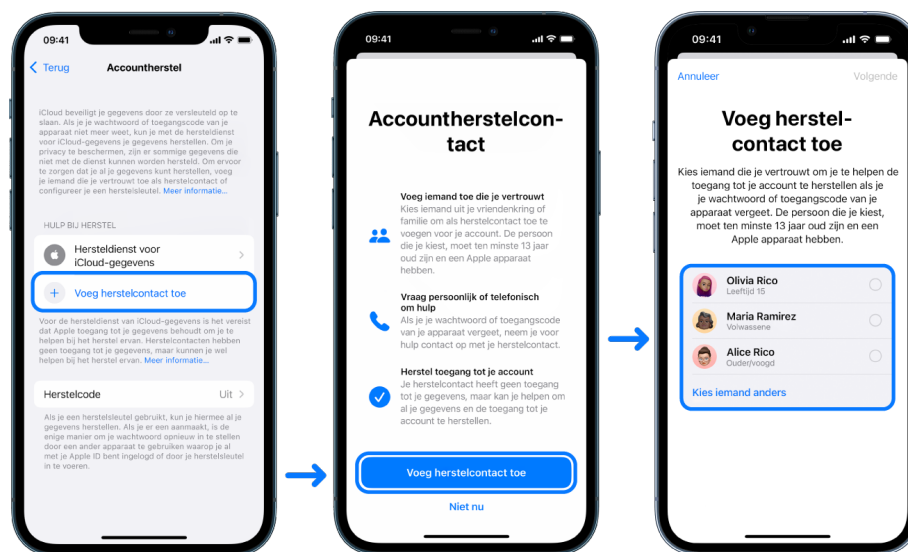 09:41
Terug
Accountherstel
iCloud beveiligt je gegevens door ze versleuteld op te
slaan. Als je je wachtwoord of toegangscode van je
apparaat niet meer weet, kun je met de hersteldienst
voor iCloud-gegevens je gegevens herstellen. Om je
privacy te beschermen, zijn er sommige gegevens die
niet met de dienst kunnen worden hersteld. Om ervoor
te zorgen dat je al je gegevens kunt herstellen, voeg
je iemand die je vertrouwt toe als herstelcontact of
configureer je een herstelsleutel. Meer informatie...
HULP BIJ HERSTEL
Hersteldienst voor
iCloud-gegevens
Voeg herstelcontact toe
Voor de hersteldienst van iCloud-gegevens is het vereist
dat Apple toegang tot je gegevens behoudt om je te
helpen bij het herstel ervan. Herstelcontacten hebben
geen toegang tot je gegevens, maar kunnen je wel
helpen bij het herstel ervan. Meer informatie...
Herstelcode
Uit
Als je een herstelsleutel gebruikt, kun je hiermee al je
gegevens herstellen. Als je er een aanmaakt, is de
enige manier om je wachtwoord opnieuw in te stellen
door een ander apparaat te gebruiken waarop je al
met je Apple ID bent ingelogd of door je herstelsleutel
in te voeren.
09:41
Accountherstelcon-
tact
Voeg iemand toe die je vertrouwt
Kies iemand uit je vriendenkring of
familie om als herstelcontact toe te
voegen voor je account. De persoon
die je kiest, moet ten minste 13 jaar
oud zijn en een Apple apparaat
hebben.
Vraag persoonlijk of telefonisch
om hulp
Als je je wachtwoord of toegangscode
van je apparaat vergeet, neem je voor
hulp contact op met je herstelcontact.
Herstel toegang tot je account
Je herstelcontact heeft geen toegang
tot je gegevens, maar kan je helpen om
al je gegevens en de toegang tot je
account te herstellen.
Voeg herstelcontact toe
Niet nu
09:41
Annuleer
Volgende
Voeg herstel-
contact toe
Kies iemand die je vertrouwt om je te helpen de
toegang tot je account te herstellen als je
je wachtwoord of toegangscode van je
apparaat vergeet. De persoon die je kiest,
moet ten minste 13 jaar oud zijn en een
Apple apparaat hebben.
Olivia Rico
Leeftijd 15
Maria Ramirez
Volwassene
Alice Rico
Ouder/voogd
Kies iemand anders